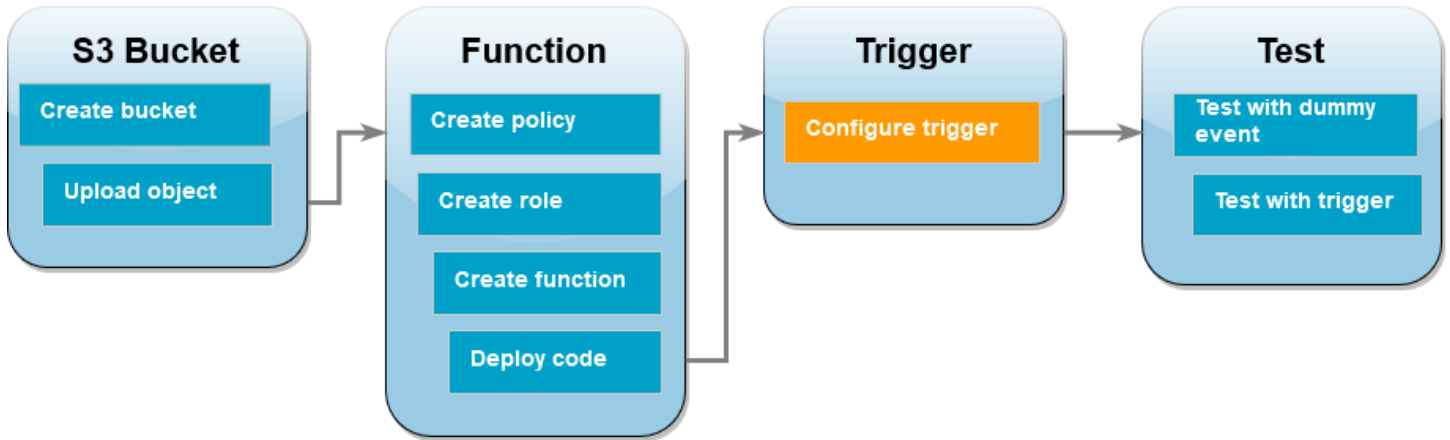 S3 Bucket
Create bucket
Upload object
Function
Create policy
Create role
Create function
Deploy code
Trigger
Configure trigger
Test
Test with dummy
event
Test with trigger